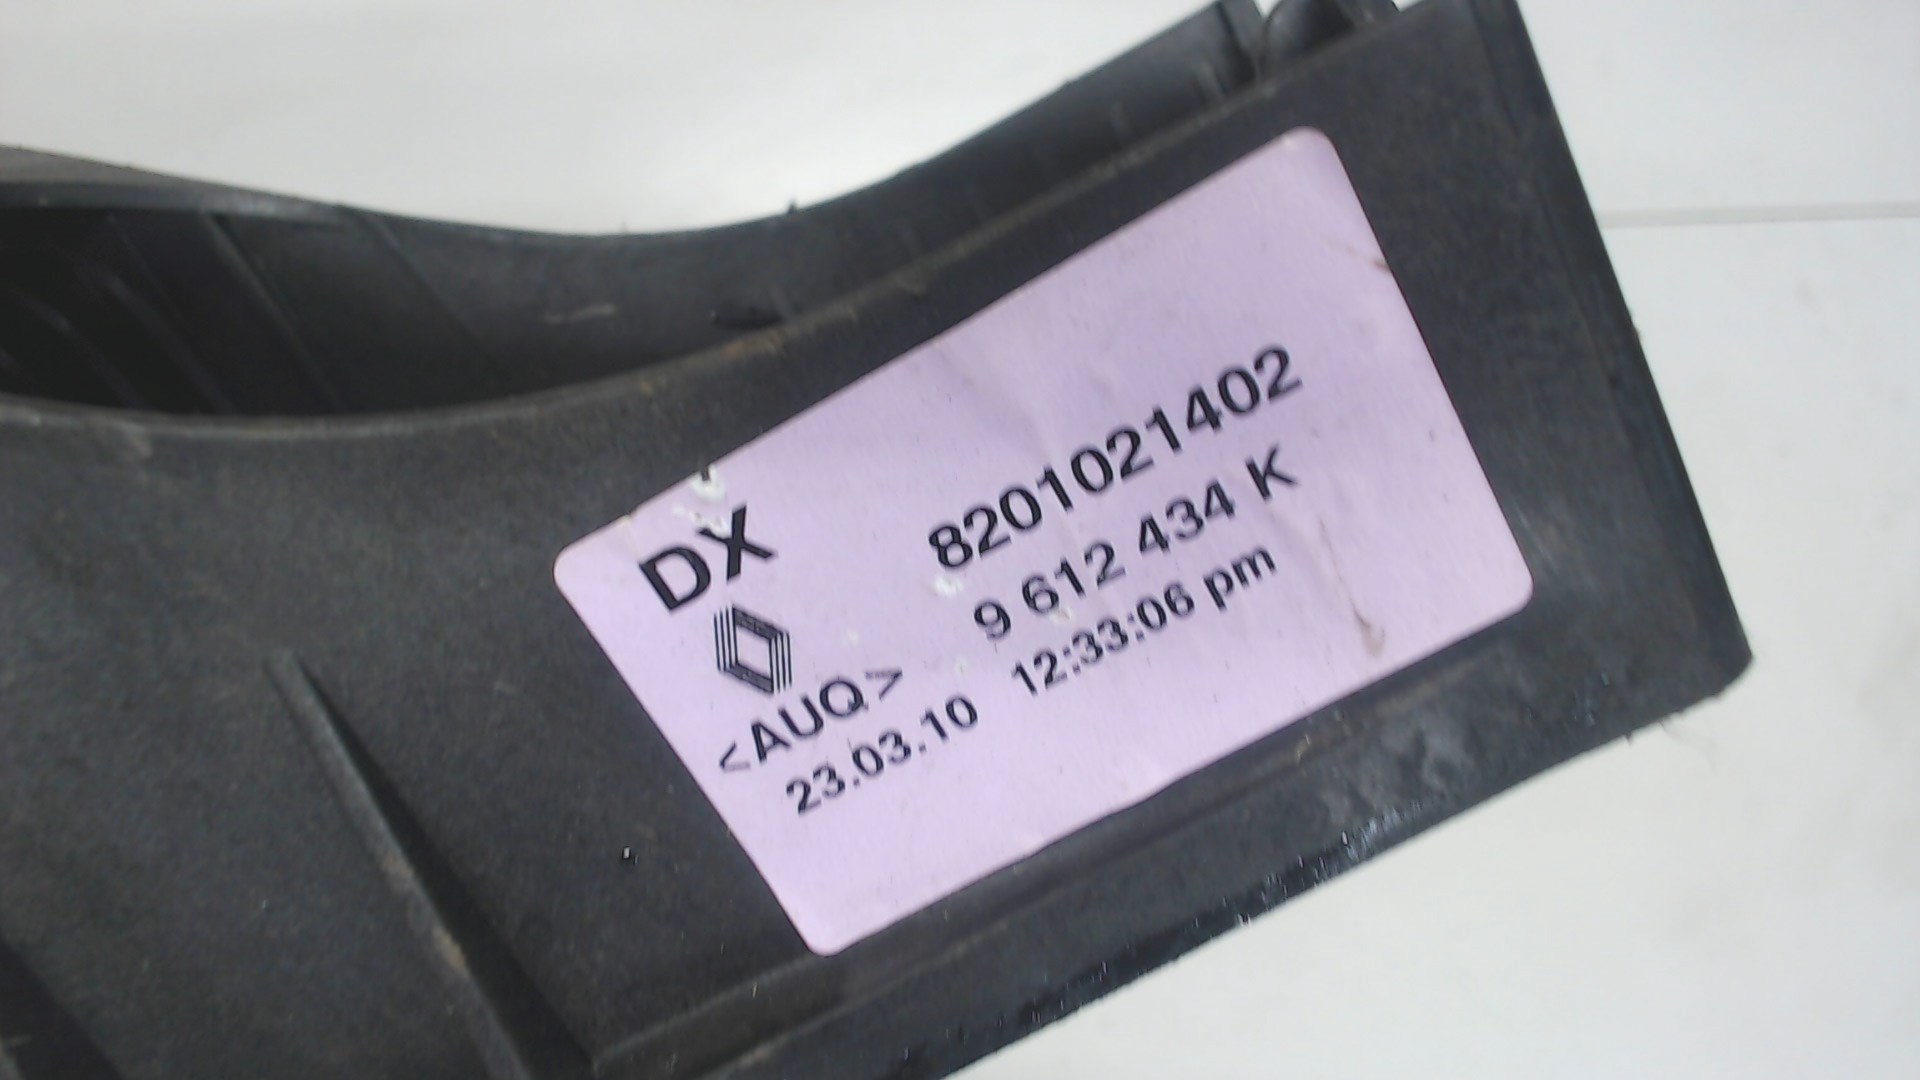 DX
8201021402
9 612 434 K
<AUQ>
23.03.10 12:33:06 pm